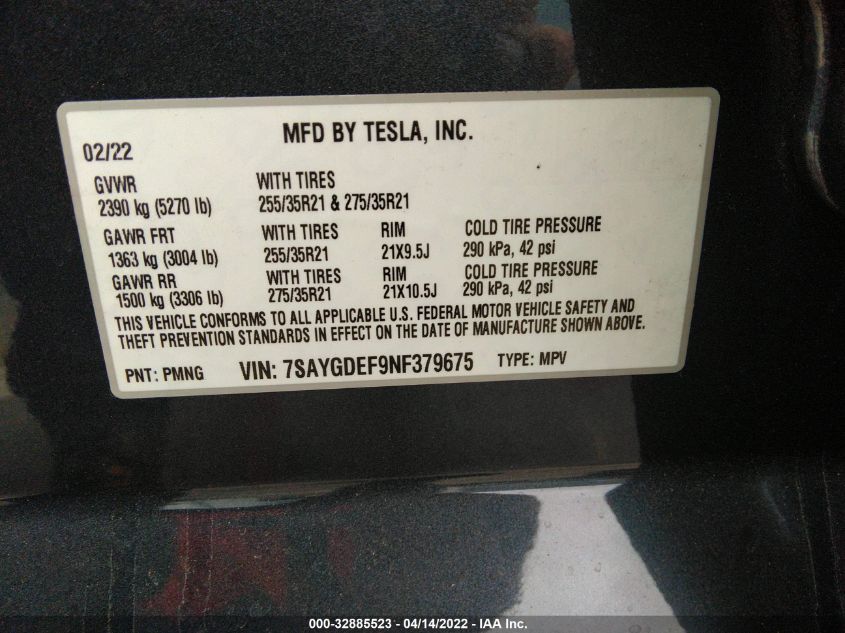 MFD BY TESLA, INC.
02/22
GVWR WITH TIRES
2390 kg (5270 lb) 255/35R21 & 275/35R21
GAWR FRT WITH TIRES RIM COLD TIRE PRESSURE
1363 kg (3004 lb) 255/35R21 21X9.5J 290 kPa, 42 psi
GAWR RR WITH TIRES RIM COLD TIRE PRESSURE
1500 kg (3306 lb) 275/35R21 21X10.5J 290 kPa, 42 psi
THIS VEHICLE CONFORMS TO ALL APPLICABLE U.S. FEDERAL MOTOR VEHICLE SAFETY AND
THEFT PREVENTION STANDARDS IN EFFECT ON THE DATE OF MANUFACTURE SHOWN ABOVE.
PNT: PMNG VIN: 7SAYGDEF9NF379675 TYPE: MPV
000-32885523 - 04/14/2022 - IAA Inc.